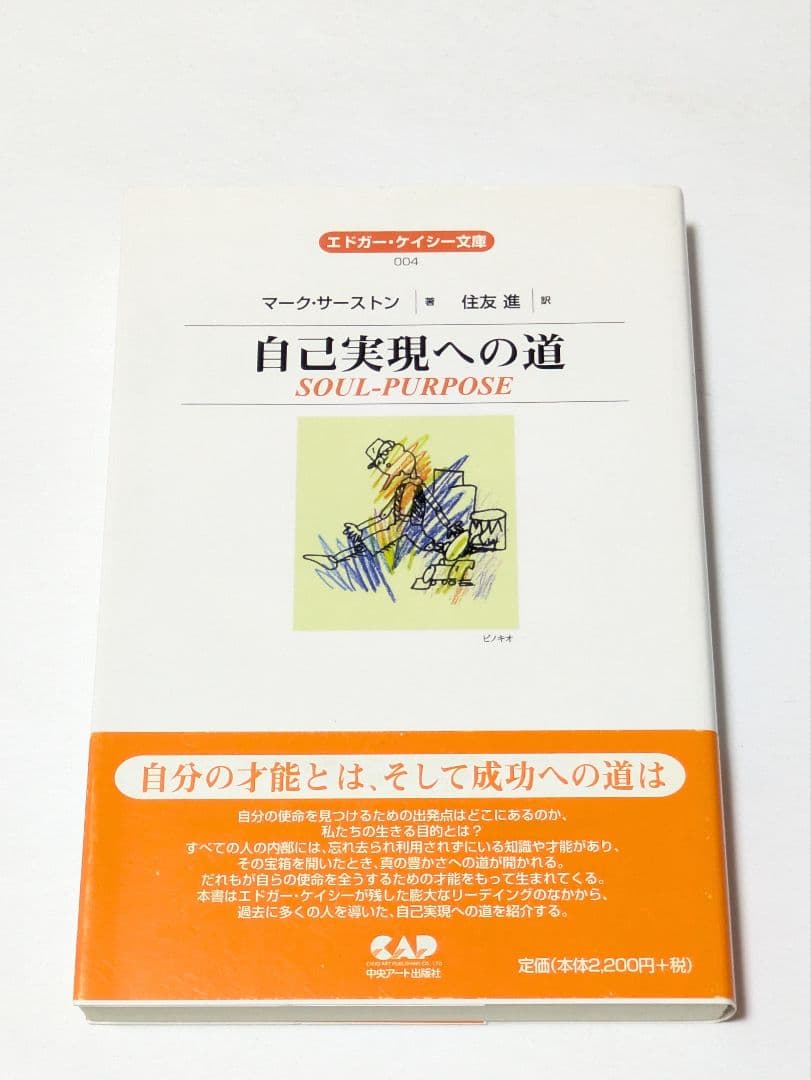 エドガー・ケイシー文庫
004
マーク・サーストン 著 住友 進 訳
自己実現への道
SOUL-PURPOSE
ピノキオ
自分の才能とは、そして成功への道は
自分の使命を見つけるための出発点はどこにあるのか、
私たちの生きる目的とは?
すべての人の内部には、忘れ去られ利用されずにいる知識や才能があり、
その宝箱を開いたとき、真の豊かさへの道が開かれる。
だれもが自らの使命を全うするための才能をもって生まれてくる。
本書はエドガー・ケイシーが残した膨大なリーディングのなかから、
過去に多くの人を導いた、自己実現への道を紹介する。
CAP
CHUO ART PUBLISHING CO., LTD.
中央アート出版社
定価(本体2,200円+税)